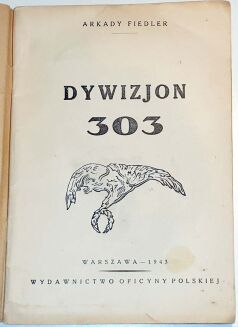 ARKADY FIEDLER
DYWIZJON
303
WARSZAWA — 1943
WYDAWNICTWO OFICYNY POLSKIEJ